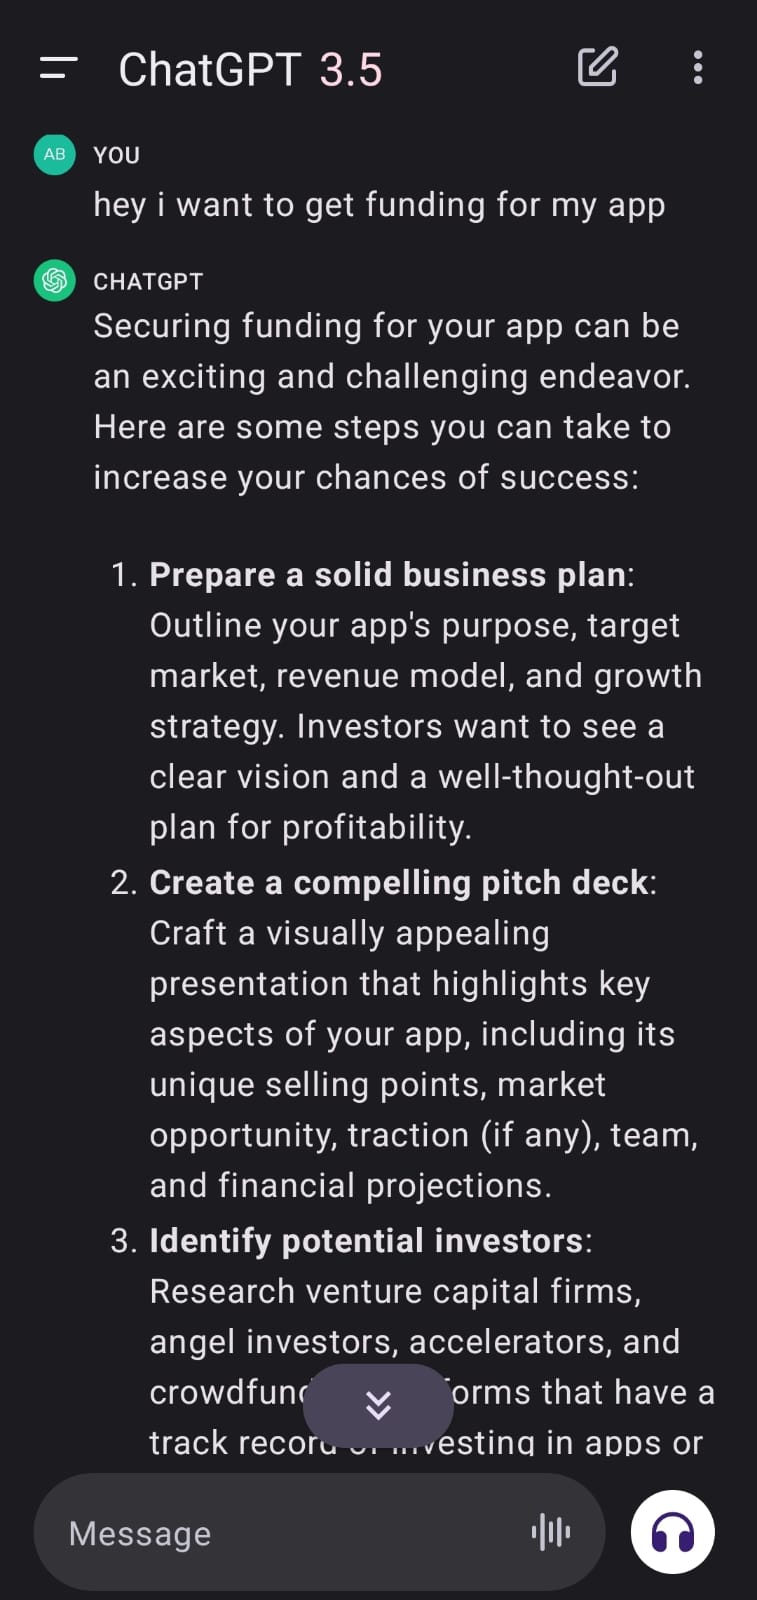 ChatGPT 3.5
AB YOU
hey i want to get funding for my app
CHATGPT
Securing funding for your app can be
an exciting and challenging endeavor.
Here are some steps you can take to
increase your chances of success:
1. Prepare a solid business plan:
Outline your app's purpose, target
market, revenue model, and growth
strategy. Investors want to see a
clear vision and a well-thought-out
plan for profitability.
2. Create a compelling pitch deck:
Craft a visually appealing
presentation that highlights key
aspects of your app, including its
unique selling points, market
opportunity, traction (if any), team,
and financial projections.
3. Identify potential investors:
Research venture capital firms,
angel investors, accelerators, and
that have a
track investing in apps or
Message